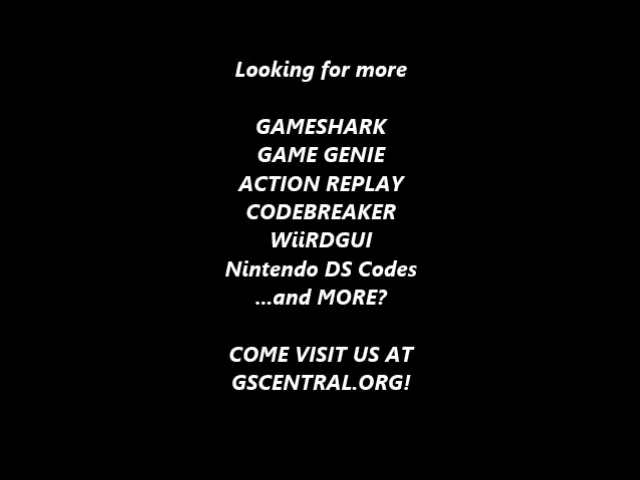 Looking for more
GAMESHARK
GAME GENIE
ACTION REPLAY
CODEBREAKER
WiiRDGUI
Nintendo DS Codes
...and MORE?
COME VISIT US AT
GSCENTRAL.ORG!